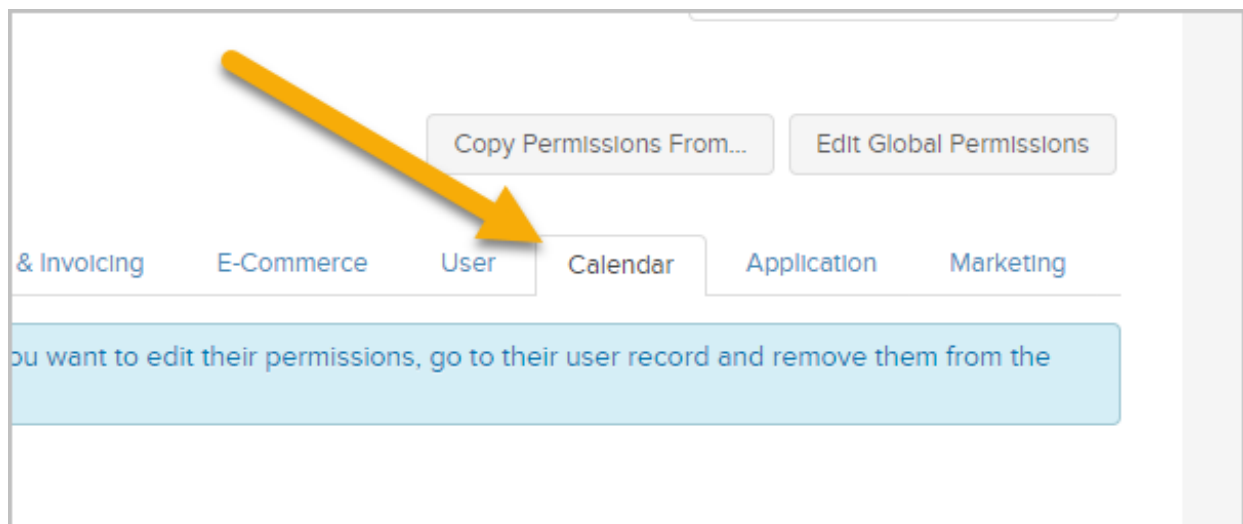 Copy Permissions From... Edit Global Permissions
& Invoicing E-Commerce User Calendar Application Marketing
ou want to edit their permissions, go to their user record and remove them from the